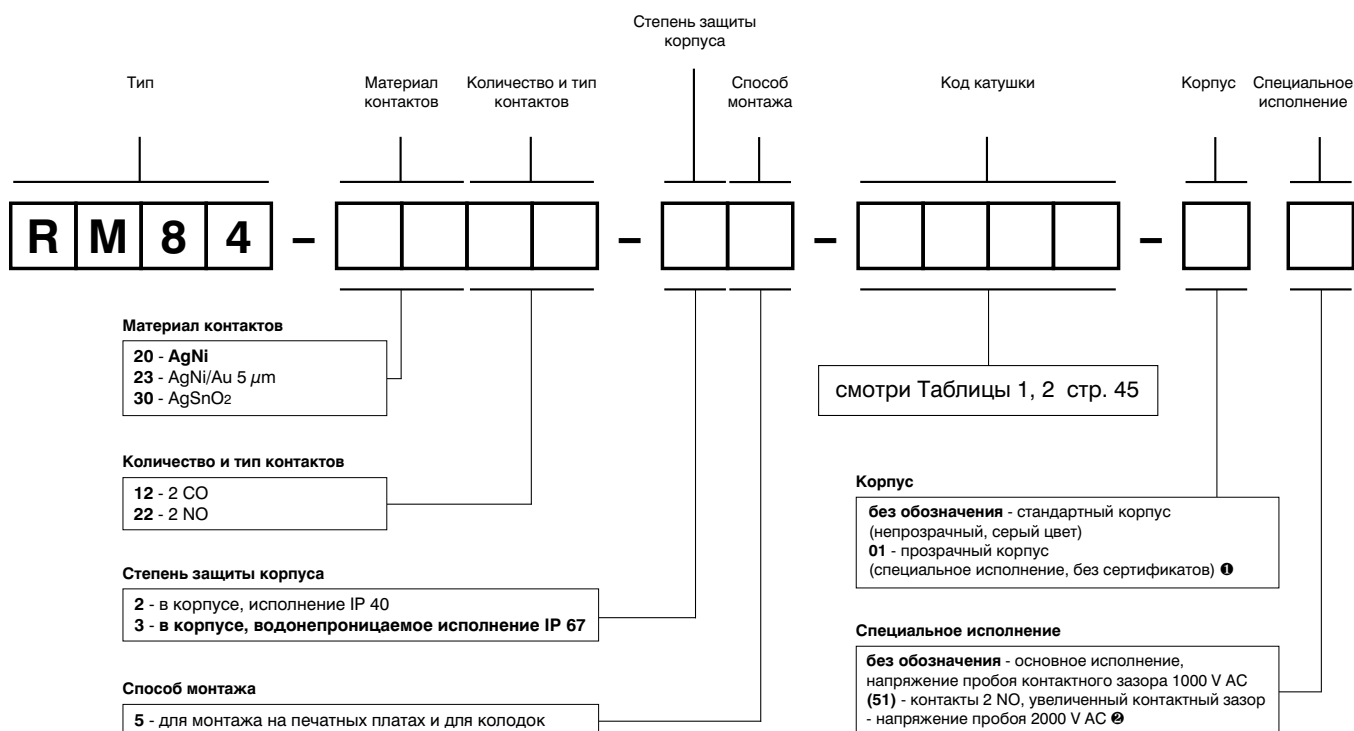 Степень защиты
корпуса
Тип
Материал
контактов
Количество и тип
контактов
Способ
монтажа
Код катушки
Корпус
Специальное
исполнение
R M 8 4 – – – –
Материал контактов
20 - AgNi
23 - AgNi/Au 5 µm
30 - AgSnO2
смотри Таблицы 1, 2 стр. 45
Количество и тип контактов
12 - 2 CO
22 - 2 NO
Корпус
без обозначения - стандартный корпус
(непрозрачный, серый цвет)
01 - прозрачный корпус
(специальное исполнение, без сертификатов) ❶
Степень защиты корпуса
2 - в корпусе, исполнение IP 40
3 - в корпусе, водонепроницаемое исполнение IP 67
Специальное исполнение
без обозначения - основное исполнение,
напряжение пробоя контактного зазора 1000 V AC
(51) - контакты 2 NO, увеличенный контактный зазор
- напряжение пробоя 2000 V AC ❷
Способ монтажа
5 - для монтажа на печатных платах и для колодок